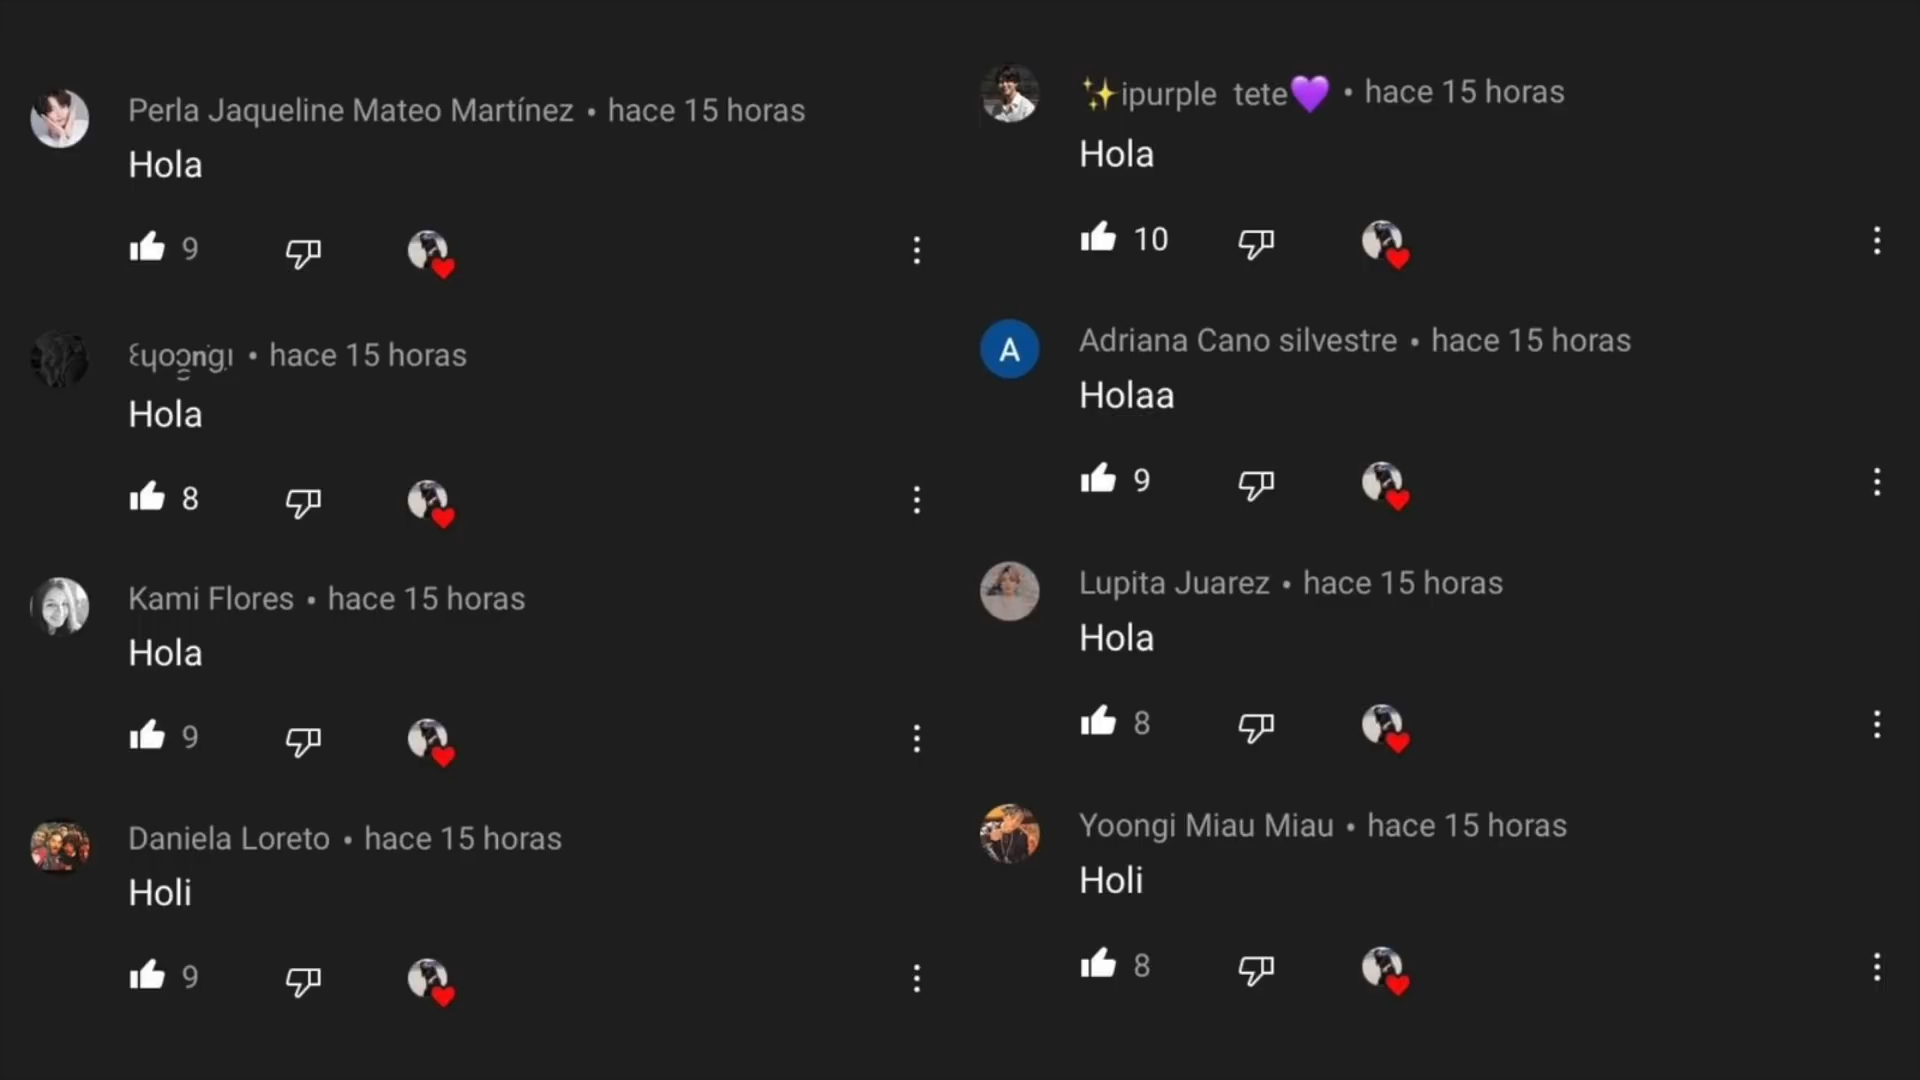 Perla Jaqueline Mateo Martínez • hace 15 horas
Hola
9
• hace 15 horas
Hola
8
Kami Flores • hace 15 horas
Hola
9
Daniela Loreto • hace 15 horas
Holi
9
✨ipurple tete💜 • hace 15 horas
Hola
10
A
Adriana Cano silvestre • hace 15 horas
Holaa
9
Lupita Juarez • hace 15 horas
Hola
8
Yoongi Miau Miau • hace 15 horas
Holi
8